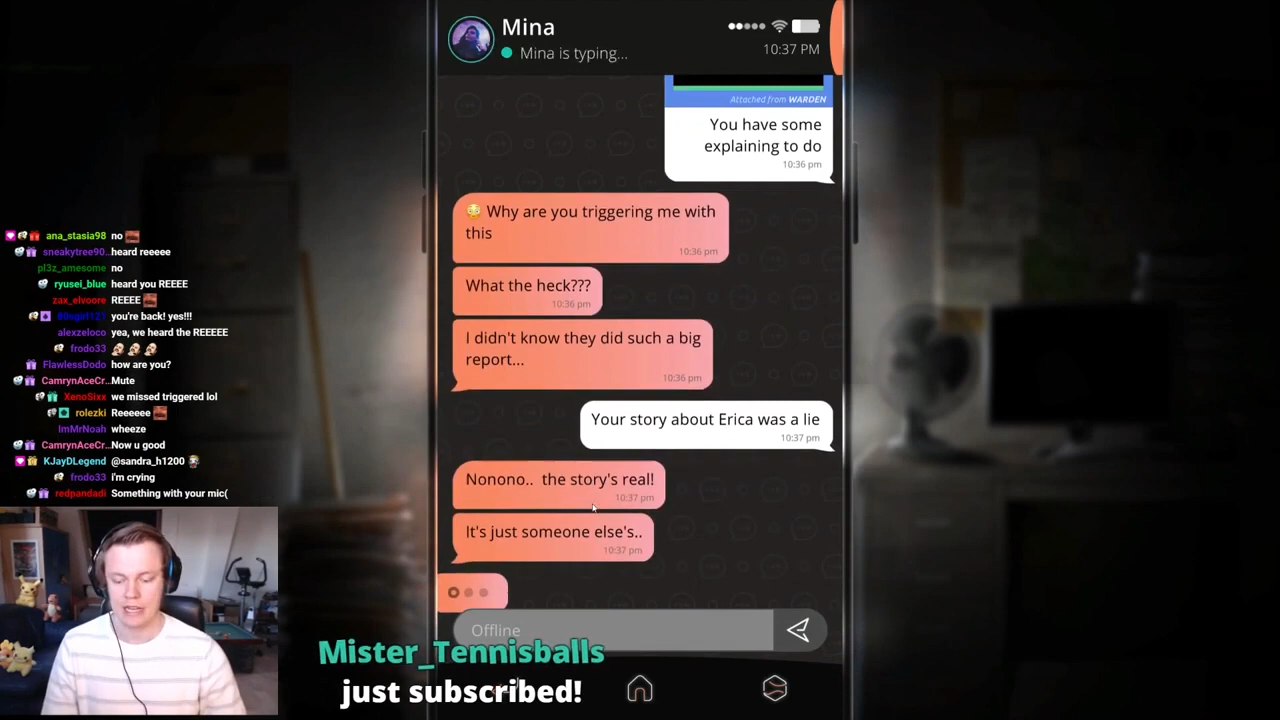 Mina
Mina is typing...
10:37 PM
Attached from WARDEN
You have some
explaining to do
10:36 pm
😳 Why are you triggering me with
this
10:36 pm
What the heck???
10:36 pm
I didn't know they did such a big
report...
10:36 pm
Your story about Erica was a lie
10:37 pm
Nonono.. the story's real!
10:37 pm
It's just someone else's..
10:37 pm
Offline
ana_stasia98 no
sneakytree90.. heard reeeee
pl3z_amesome no
ryusei_blue heard you REEEE
zax_elvoore REEEE
80sgirl121 you're back! yes!!!
alexzeloco yea, we heard the REEEEE
frodo33
FlawlessDodo how are you?
CamrynAceCr... Mute
XenoSixx we missed triggered lol
rolezki Reeeeee
ImMrNoah wheeze
CamrynAceCr... Now u good
KJayDLegend @sandra_h1200
frodo33 i'm crying
redpandadi Something with your mic(
Mister_Tennisballs
just subscribed!